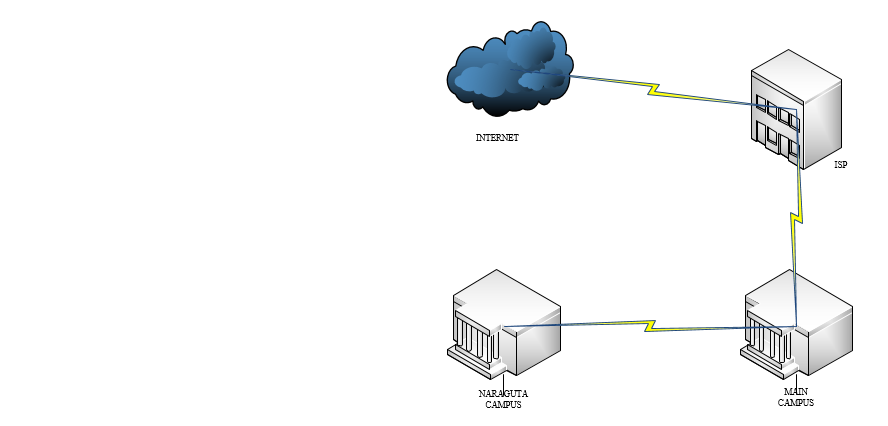 INTERNET
ISP
NARAGUTA
CAMPUS
MAIN
CAMPUS